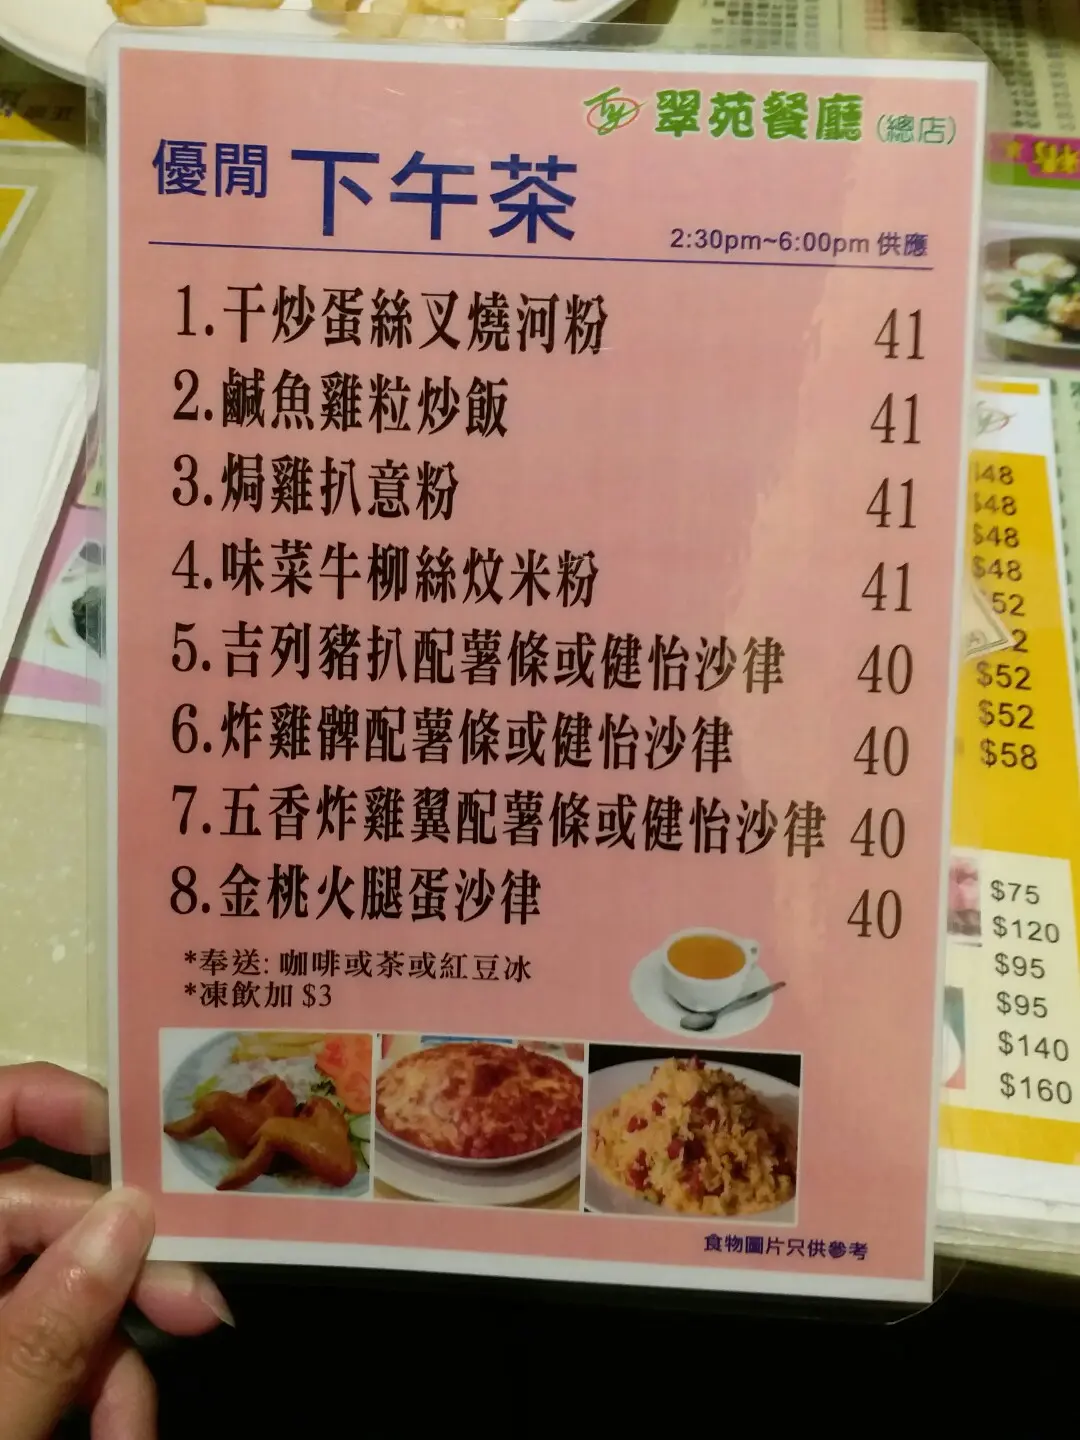 Ty 翠苑餐廳 (總店)
優閒 下午茶
2:30pm~6:00pm 供應
1.干炒蛋絲叉燒河粉 41
2.鹹魚雞粒炒飯 41
3.焗雞扒意粉 41
4.味菜牛柳絲炆米粉 41
5.吉列豬扒配薯條或健怡沙律 40
6.炸雞髀配薯條或健怡沙律 40
7.五香炸雞翼配薯條或健怡沙律 40
8.金桃火腿蛋沙律 40
*奉送: 咖啡或茶或紅豆冰
*凍飲加 $3
食物圖片只供參考
$48
$48
$48
$48
$52
$52
$52
$58
$75
$120
$95
$95
$140
$160